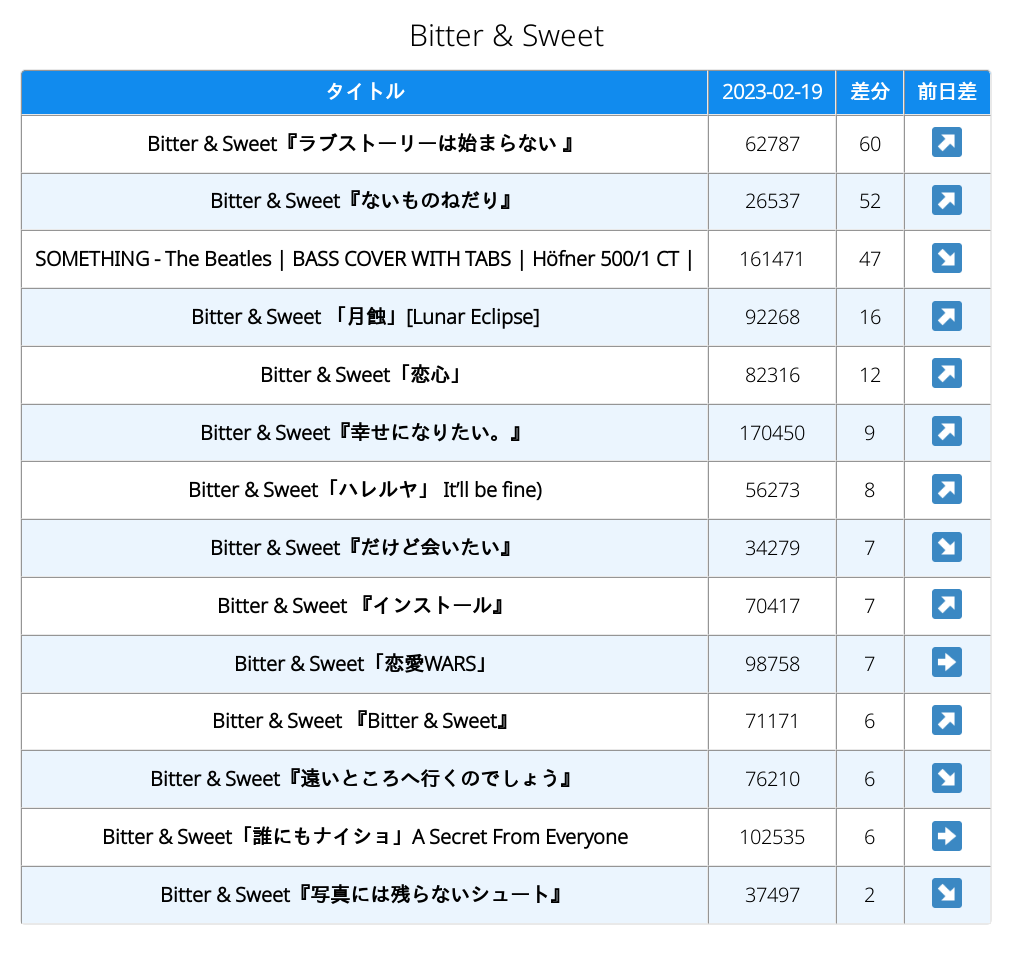 Bitter & Sweet
タイトル 2023-02-19 差分 前日差
Bitter & Sweet『ラブストーリーは始まらない 』 62787 60
Bitter & Sweet『ないものねだり』 26537 52
SOMETHING - The Beatles | BASS COVER WITH TABS | Höfner 500/1 CT | 161471 47
Bitter & Sweet 「月蝕」[Lunar Eclipse] 92268 16
Bitter & Sweet「恋心」 82316 12
Bitter & Sweet『幸せになりたい。』 170450 9
Bitter & Sweet「ハレルヤ」 It’ll be fine) 56273 8
Bitter & Sweet『だけど会いたい』 34279 7
Bitter & Sweet 『インストール』 70417 7
Bitter & Sweet「恋愛WARS」 98758 7
Bitter & Sweet 『Bitter & Sweet』 71171 6
Bitter & Sweet『遠いところへ行くのでしょう』 76210 6
Bitter & Sweet「誰にもナイショ」A Secret From Everyone 102535 6
Bitter & Sweet『写真には残らないシュート』 37497 2